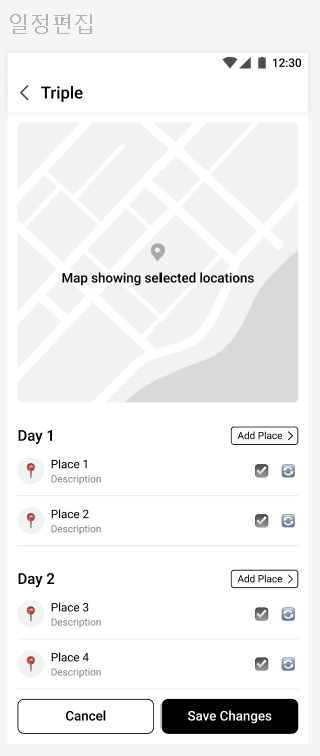 일정편집
12:30
Triple
Map showing selected locations
Day 1
Add Place
Place 1
Description
Place 2
Description
Day 2
Add Place
Place 3
Description
Place 4
Description
Cancel
Save Changes